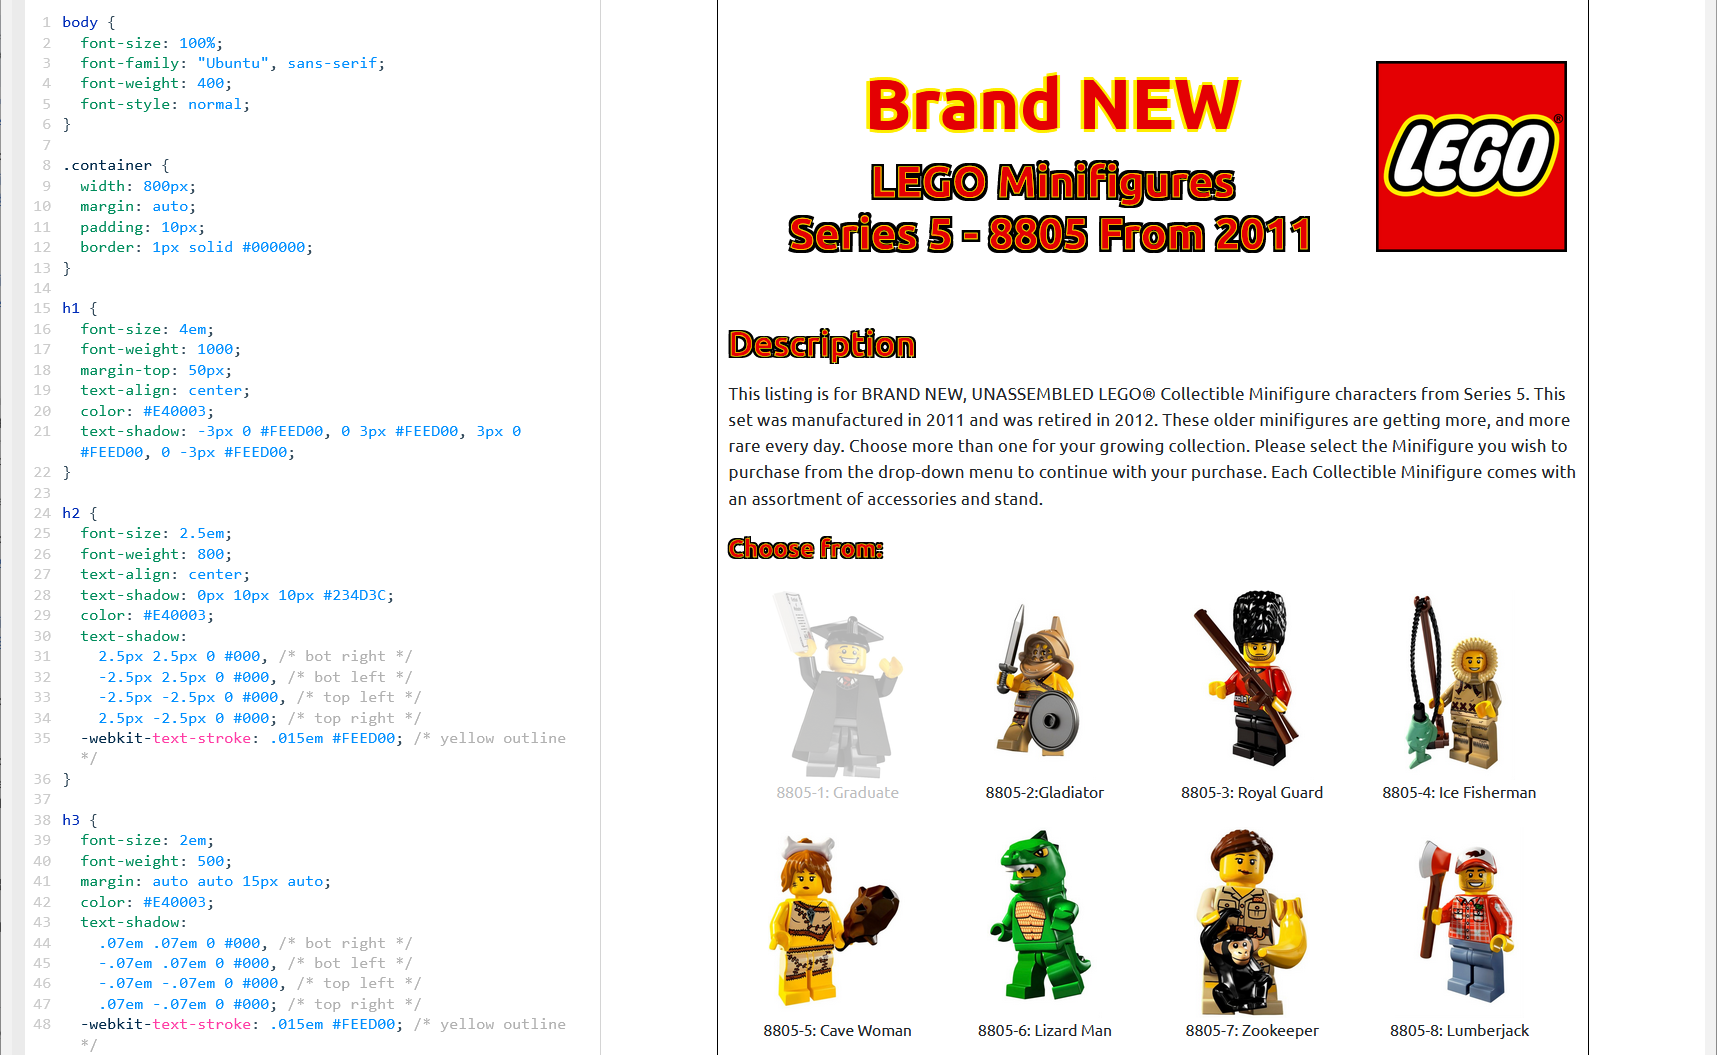 1 body {
2 font-size: 100%;
3 font-family: "Ubuntu", sans-serif;
4 font-weight: 400;
5 font-style: normal;
6 }
7
8 .container {
9 width: 800px;
10 margin: auto;
11 padding: 10px;
12 border: 1px solid #000000;
13 }
14
15 h1 {
16 font-size: 4em;
17 font-weight: 1000;
18 margin-top: 50px;
19 text-align: center;
20 color: #E40003;
21 text-shadow: -3px 0 #FEED00, 0 3px #FEED00, 3px 0
#FEED00, 0 -3px #FEED00;
22 }
23
24 h2 {
25 font-size: 2.5em;
26 font-weight: 800;
27 text-align: center;
28 text-shadow: 0px 10px 10px #234D3C;
29 color: #E40003;
30 text-shadow:
31 2.5px 2.5px 0 #000, /* bot right */
32 -2.5px 2.5px 0 #000, /* bot left */
33 -2.5px -2.5px 0 #000, /* top left */
34 2.5px -2.5px 0 #000; /* top right */
35 -webkit-text-stroke: .015em #FEED00; /* yellow outline
*/
36 }
37
38 h3 {
39 font-size: 2em;
40 font-weight: 500;
41 margin: auto auto 15px auto;
42 color: #E40003;
43 text-shadow:
44 .07em .07em 0 #000, /* bot right */
45 -.07em .07em 0 #000, /* bot left */
46 -.07em -.07em 0 #000, /* top left */
47 .07em -.07em 0 #000; /* top right */
48 -webkit-text-stroke: .015em #FEED00; /* yellow outline
*/
Brand NEW
LEGO Minifigures
Series 5 - 8805 From 2011
LEGO®
Description
This listing is for BRAND NEW, UNASSEMBLED LEGO® Collectible Minifigure characters from Series 5. This
set was manufactured in 2011 and was retired in 2012. These older minifigures are getting more, and more
rare every day. Choose more than one for your growing collection. Please select the Minifigure you wish to
purchase from the drop-down menu to continue with your purchase. Each Collectible Minifigure comes with
an assortment of accessories and stand.
Choose from:
8805-1: Graduate
8805-2:Gladiator
8805-3: Royal Guard
8805-4: Ice Fisherman
8805-5: Cave Woman
8805-6: Lizard Man
8805-7: Zookeeper
8805-8: Lumberjack